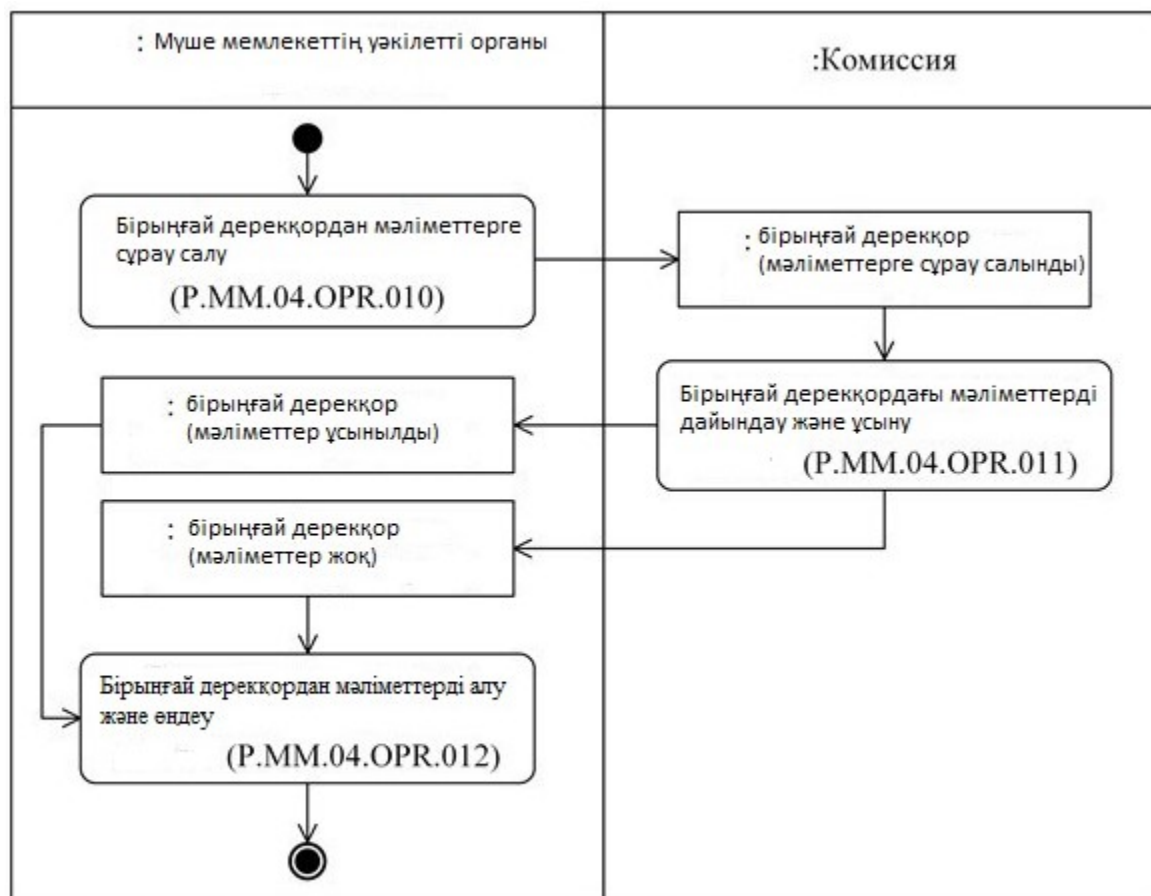 : Мүше мемлекеттің уәкілетті органы
:Комиссия
Бірыңғай дерекқордан мәліметтерге
сұрау салу
(P.MM.04.OPR.010)
: бірыңғай дерекқор
(мәліметтерге сұрау салынды)
Бірыңғай дерекқордағы мәліметтерді
дайындау және ұсыну
(P.MM.04.OPR.011)
: бірыңғай дерекқор
(мәліметтер ұсынылды)
: бірыңғай дерекқор
(мәліметтер жоқ)
Бірыңғай дерекқордан мәліметтерді алу
және өңдеу
(P.MM.04.OPR.012)